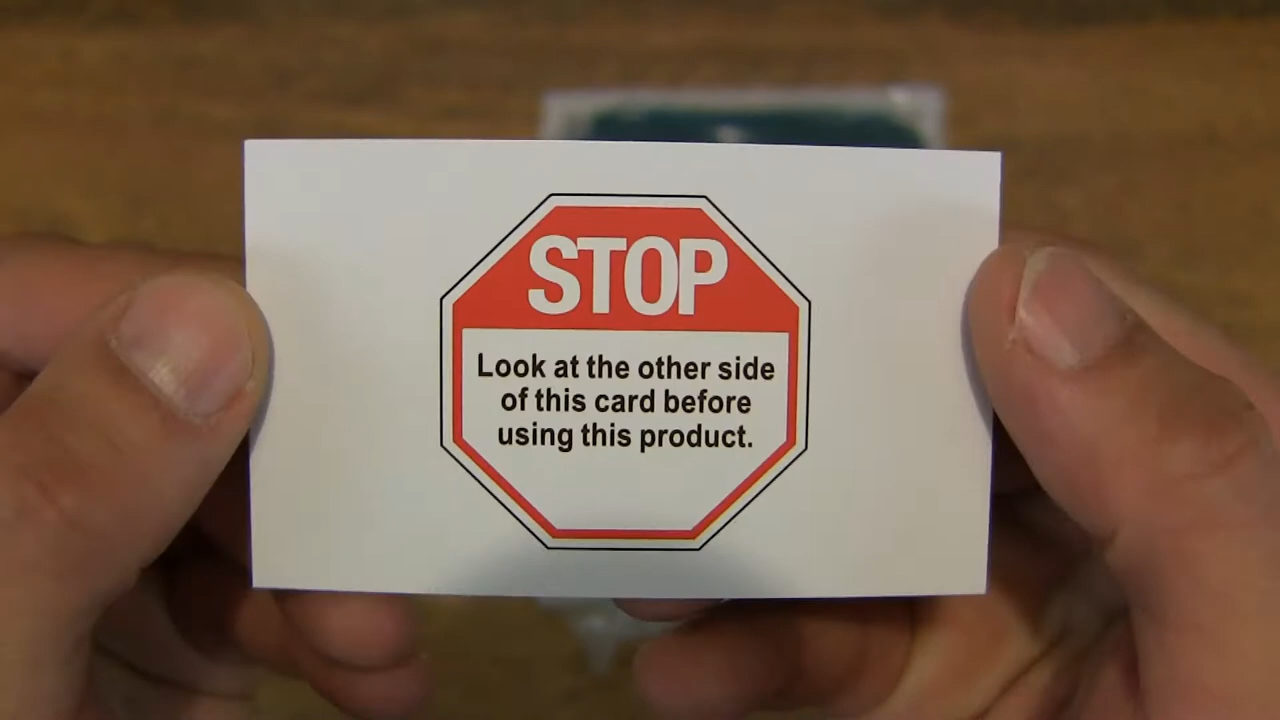 STOP
Look at the other side
of this card before
using this product.